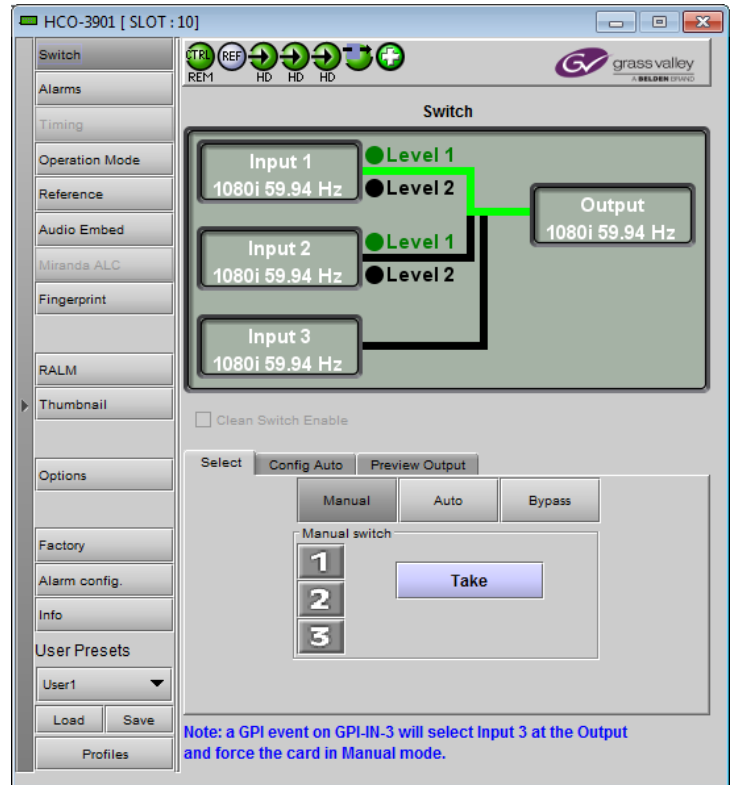 HCO-3901 [ SLOT : 10]
Switch
Alarms
Timing
Operation Mode
Reference
Audio Embed
Miranda ALC
Fingerprint
RALM
Thumbnail
Options
Factory
Alarm config.
Info
User Presets
User1
Load
Save
Profiles
CTRL
REM
REF
HD
HD
HD
GV
grass valley
A BELDEN BRAND
Switch
Input 1
1080i 59.94 Hz
Level 1
Level 2
Input 2
1080i 59.94 Hz
Level 1
Level 2
Input 3
1080i 59.94 Hz
Output
1080i 59.94 Hz
Clean Switch Enable
Select
Config Auto
Preview Output
Manual
Auto
Bypass
Manual switch
1
2
3
Take
Note: a GPI event on GPI-IN-3 will select Input 3 at the Output
and force the card in Manual mode.